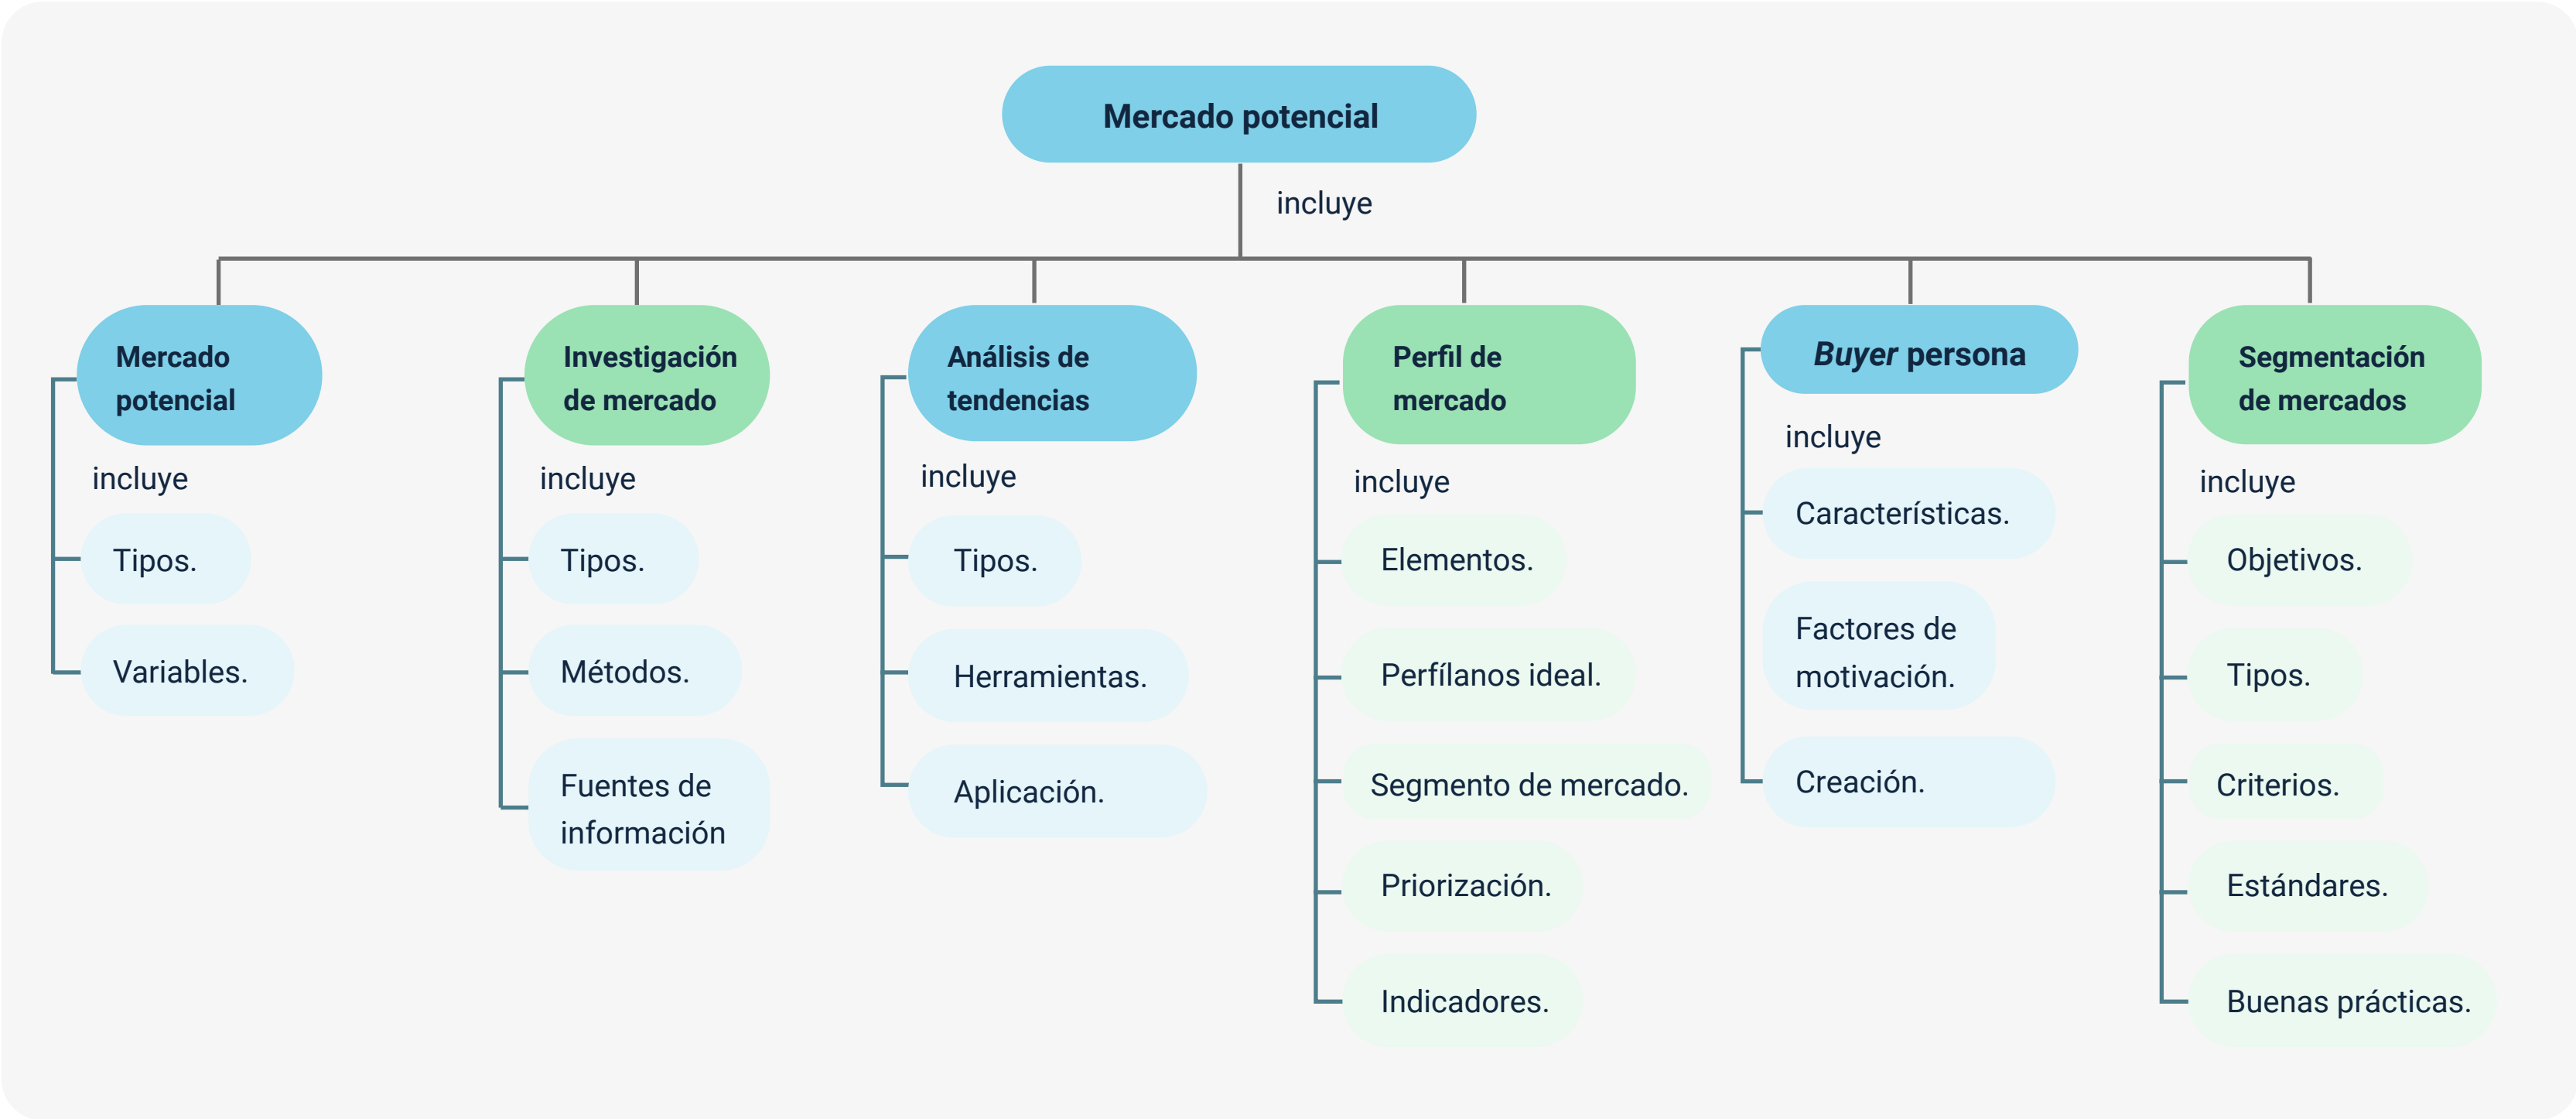 Mercado potencial
incluye
Mercado
potencial
incluye
Tipos.
Variables.
Investigación
de mercado
incluye
Tipos.
Métodos.
Fuentes de
información
Análisis de
tendencias
incluye
Tipos.
Herramientas.
Aplicación.
Perfil de
mercado
incluye
Elementos.
Perfílanos ideal.
Segmento de mercado.
Priorización.
Indicadores.
Buyer persona
incluye
Características.
Factores de
motivación.
Creación.
Segmentación
de mercados
incluye
Objetivos.
Tipos.
Criterios.
Estándares.
Buenas prácticas.